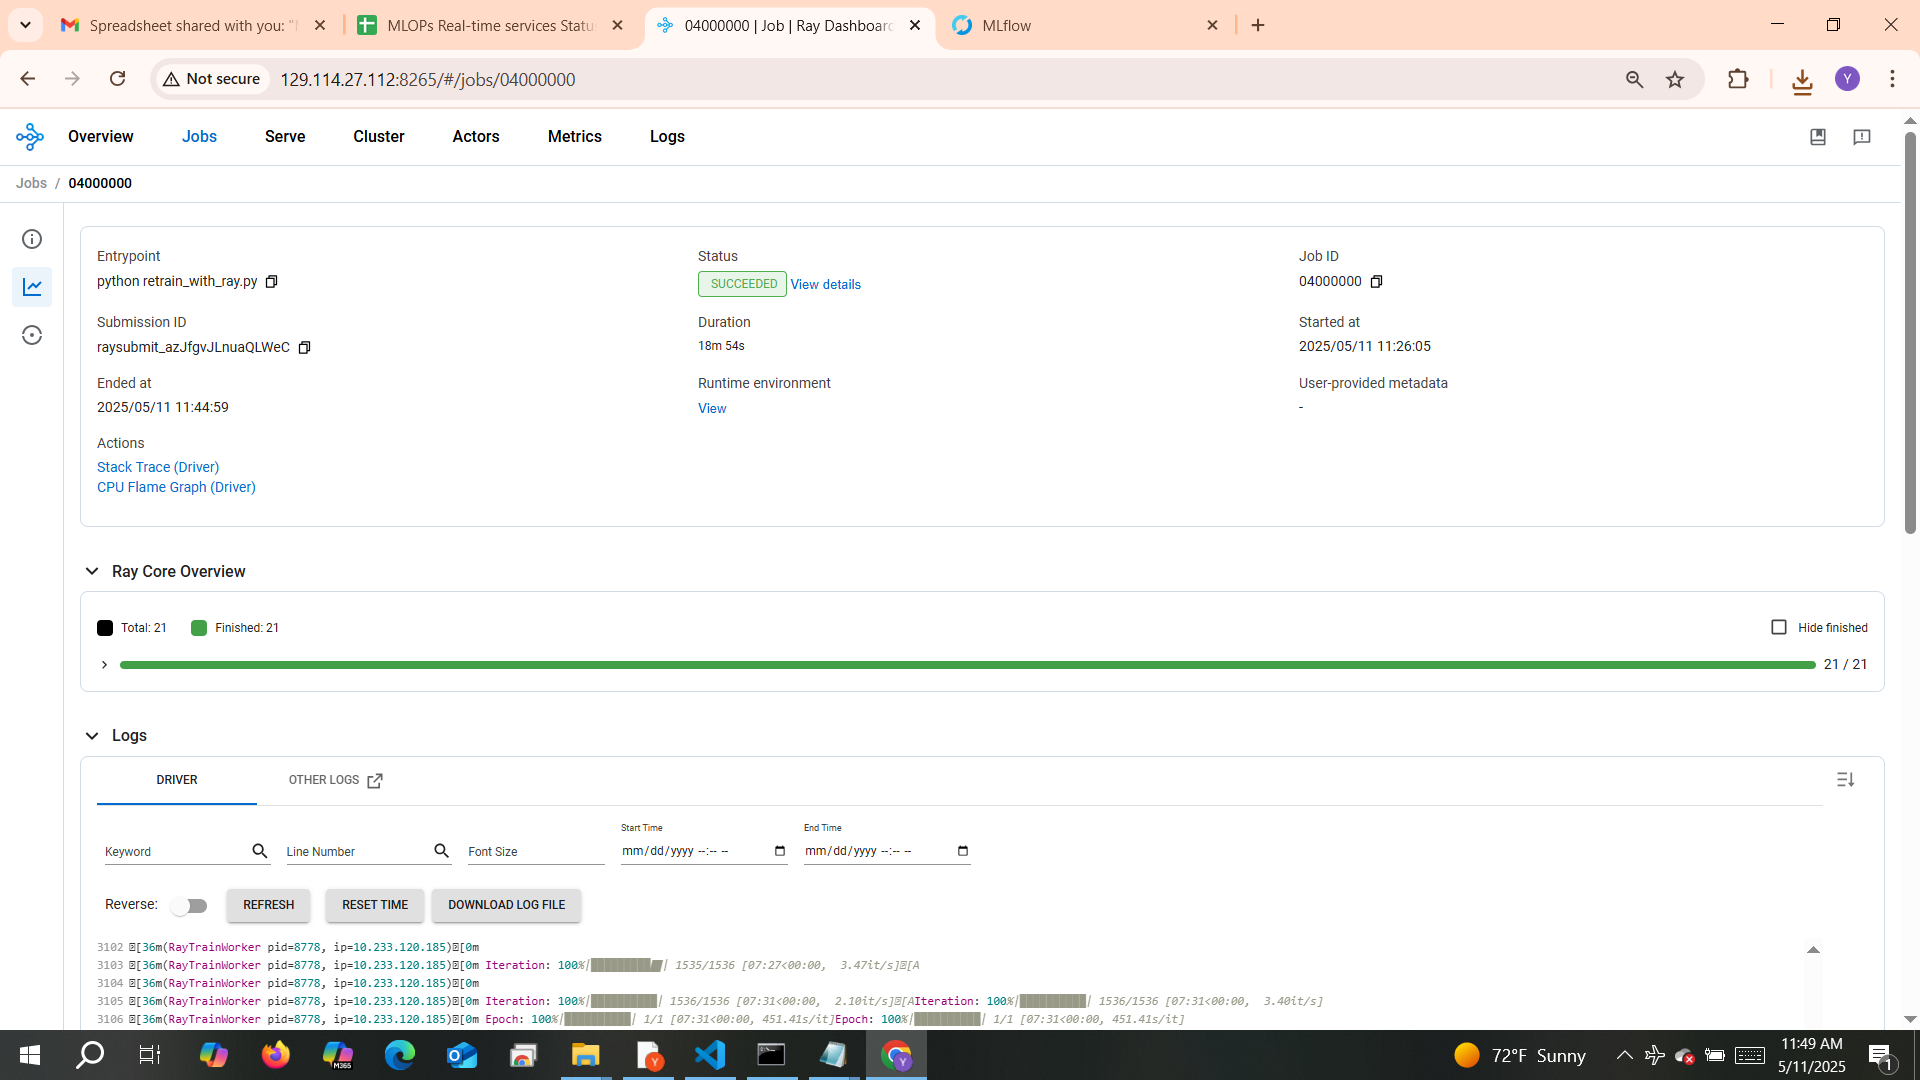 Spreadsheet shared with you: "M
MLOPs Real-time services Status
04000000 | Job | Ray Dashboard
MLflow
Not secure
129.114.27.112:8265/#/jobs/04000000
Y
Overview
Jobs
Serve
Cluster
Actors
Metrics
Logs
Jobs / 04000000
Entrypoint
python retrain_with_ray.py
Status
SUCCEEDED View details
Job ID
04000000
Submission ID
raysubmit_azJfgvJLnuaQLWeC
Duration
18m 54s
Started at
2025/05/11 11:26:05
Ended at
2025/05/11 11:44:59
Runtime environment
View
User-provided metadata
-
Actions
Stack Trace (Driver)
CPU Flame Graph (Driver)
Ray Core Overview
Total: 21
Finished: 21
Hide finished
21 / 21
Logs
DRIVER
OTHER LOGS
Keyword
Line Number
Font Size
Start Time
mm/dd/yyyy --:-- --
End Time
mm/dd/yyyy --:-- --
Reverse:
REFRESH
RESET TIME
DOWNLOAD LOG FILE
3102 [36m(RayTrainWorker pid=8778, ip=10.233.120.185)[0m
3103 [36m(RayTrainWorker pid=8778, ip=10.233.120.185)[0m Iteration: 100%|██████████| 1535/1536 [07:27<00:00, 3.47it/s][A
3104 [36m(RayTrainWorker pid=8778, ip=10.233.120.185)[0m
3105 [36m(RayTrainWorker pid=8778, ip=10.233.120.185)[0m Iteration: 100%|██████████| 1536/1536 [07:31<00:00, 2.10it/s][AIteration: 100%|██████████| 1536/1536 [07:31<00:00, 3.40it/s]
3106 [36m(RayTrainWorker pid=8778, ip=10.233.120.185)[0m Epoch: 100%|██████████| 1/1 [07:31<00:00, 451.41s/it]Epoch: 100%|██████████| 1/1 [07:31<00:00, 451.41s/it]
M365
72°F Sunny
11:49 AM
5/11/2025
1